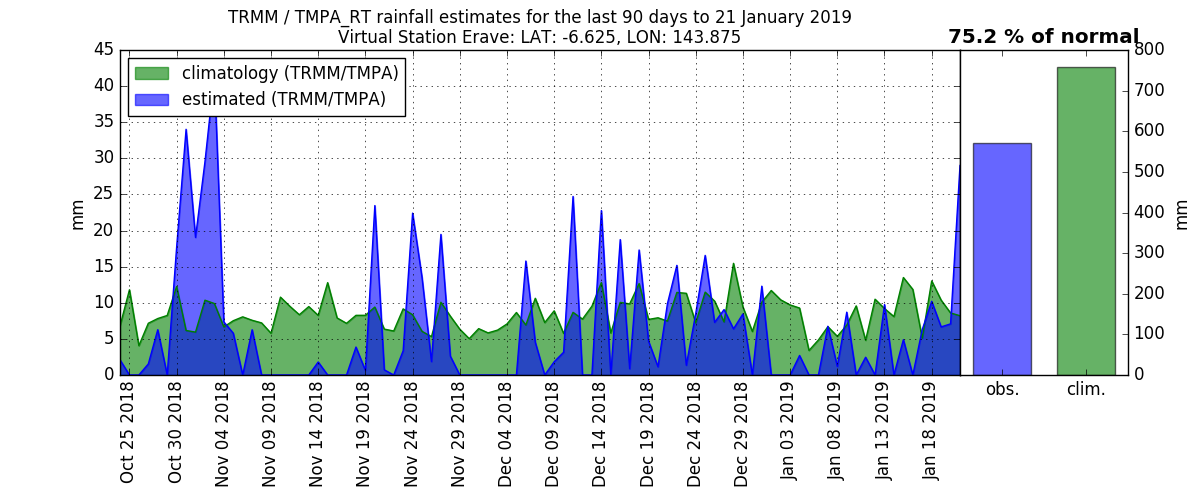 TRMM / TMPA_RT rainfall estimates for the last 90 days to 21 January 2019
Virtual Station Erave: LAT: -6.625, LON: 143.875
75.2 % of normal
climatology (TRMM/TMPA)
estimated (TRMM/TMPA)
45
40
35
30
25
20
15
10
5
0
mm
Oct 25 2018
Oct 30 2018
Nov 04 2018
Nov 09 2018
Nov 14 2018
Nov 19 2018
Nov 24 2018
Nov 29 2018
Dec 04 2018
Dec 09 2018
Dec 14 2018
Dec 19 2018
Dec 24 2018
Dec 29 2018
Jan 03 2019
Jan 08 2019
Jan 13 2019
Jan 18 2019
obs.
clim.
800
700
600
500
400
300
200
100
0
mm